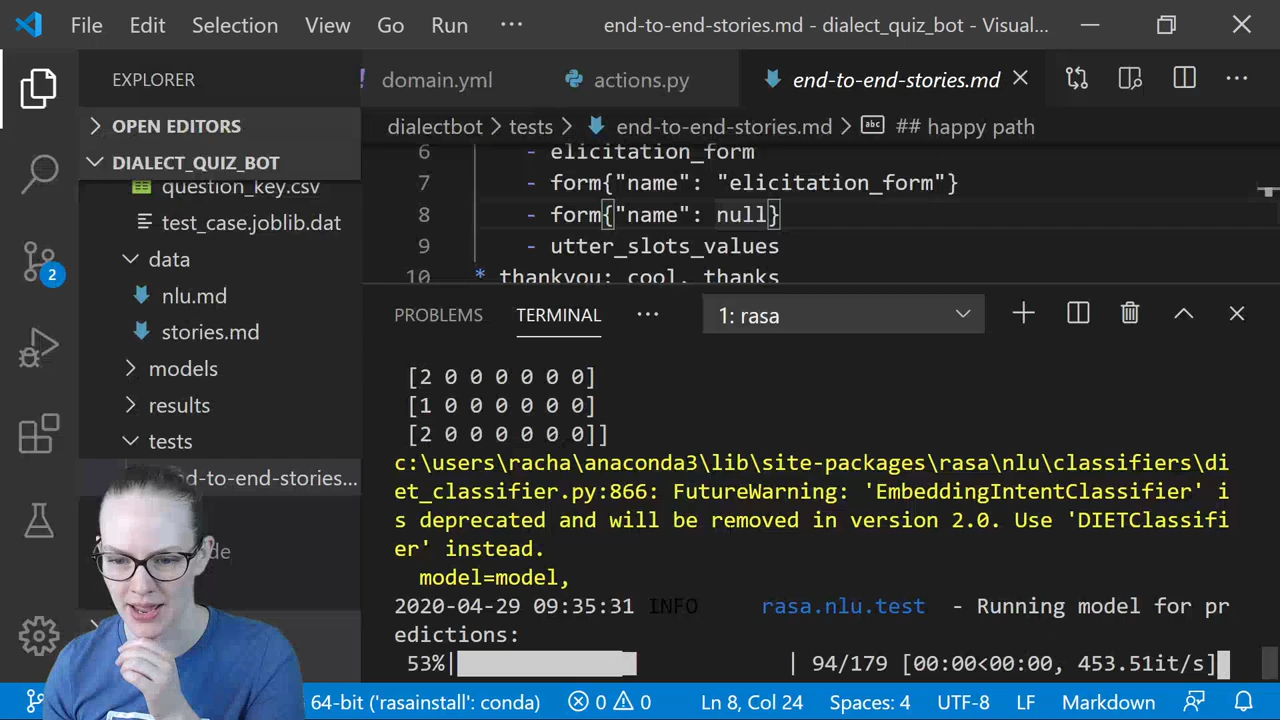 File Edit Selection View Go Run ··· end-to-end-stories.md - dialect_quiz_bot - Visual...
EXPLORER
! domain.yml actions.py end-to-end-stories.md
OPEN EDITORS
dialectbot > tests > end-to-end-stories.md > abc ## happy path
DIALECT_QUIZ_BOT
question_key.csv
test_case.joblib.dat
data
nlu.md
stories.md
models
results
tests
end-to-end-stories...
de
2
6 - elicitation_form
7 - form{"name": "elicitation_form"}
8 - form{"name": null}
9 - utter_slots_values
10 * thankyou: cool, thanks
PROBLEMS TERMINAL ··· 1: rasa
[2 0 0 0 0 0 0]
[1 0 0 0 0 0 0]
[2 0 0 0 0 0 0]]
c:\users\racha\anaconda3\lib\site-packages\rasa\nlu\classifiers\di
et_classifier.py:866: FutureWarning: 'EmbeddingIntentClassifier' i
s deprecated and will be removed in version 2.0. Use 'DIETClassifi
er' instead.
model=model,
2020-04-29 09:35:31 INFO rasa.nlu.test - Running model for pr
edictions:
53%| | 94/179 [00:00<00:00, 453.51it/s]
64-bit ('rasainstall': conda) 0 0 Ln 8, Col 24 Spaces: 4 UTF-8 LF Markdown